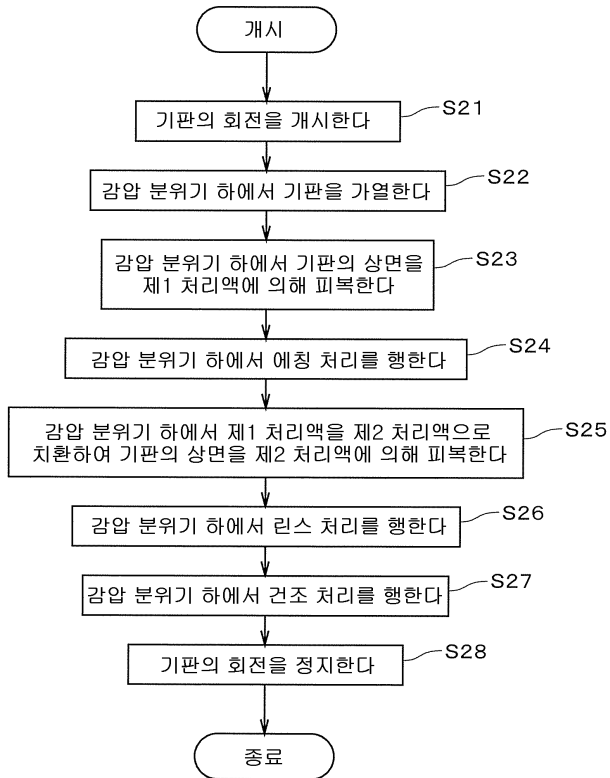 개시
기판의 회전을 개시한다
S21
감압 분위기 하에서 기판을 가열한다
S22
감압 분위기 하에서 기판의 상면을
제1 처리액에 의해 피복한다
S23
감압 분위기 하에서 에칭 처리를 행한다
S24
감압 분위기 하에서 제1 처리액을 제2 처리액으로
치환하여 기판의 상면을 제2 처리액에 의해 피복한다
S25
감압 분위기 하에서 린스 처리를 행한다
S26
감압 분위기 하에서 건조 처리를 행한다
S27
기판의 회전을 정지한다
S28
종료